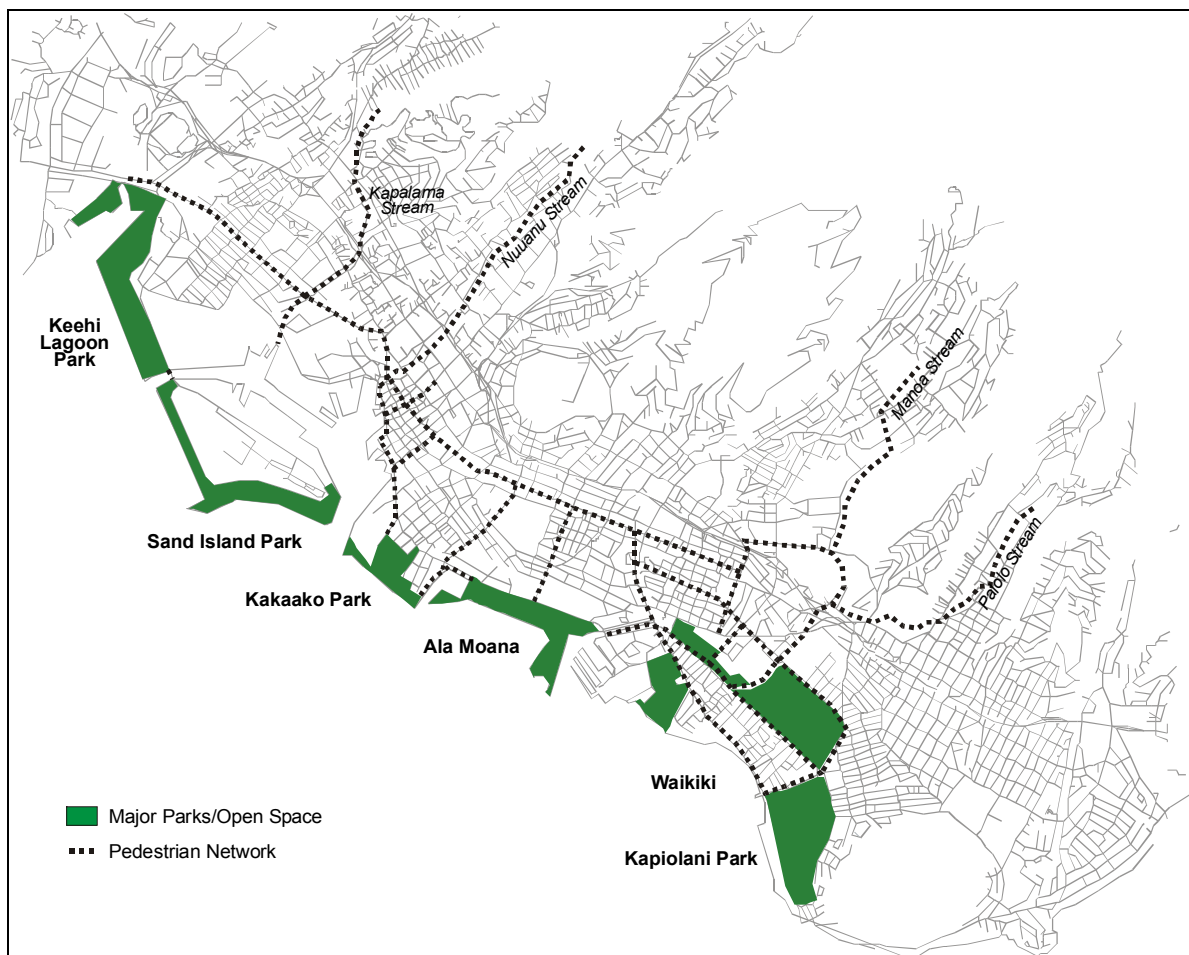 Kapalama
Stream
Nuuanu Stream
Keehi
Lagoon
Park
Manoa Stream
Palolo Stream
Sand Island Park
Kakaako Park
Ala Moana
Waikiki
Kapiolani Park
Major Parks/Open Space
Pedestrian Network